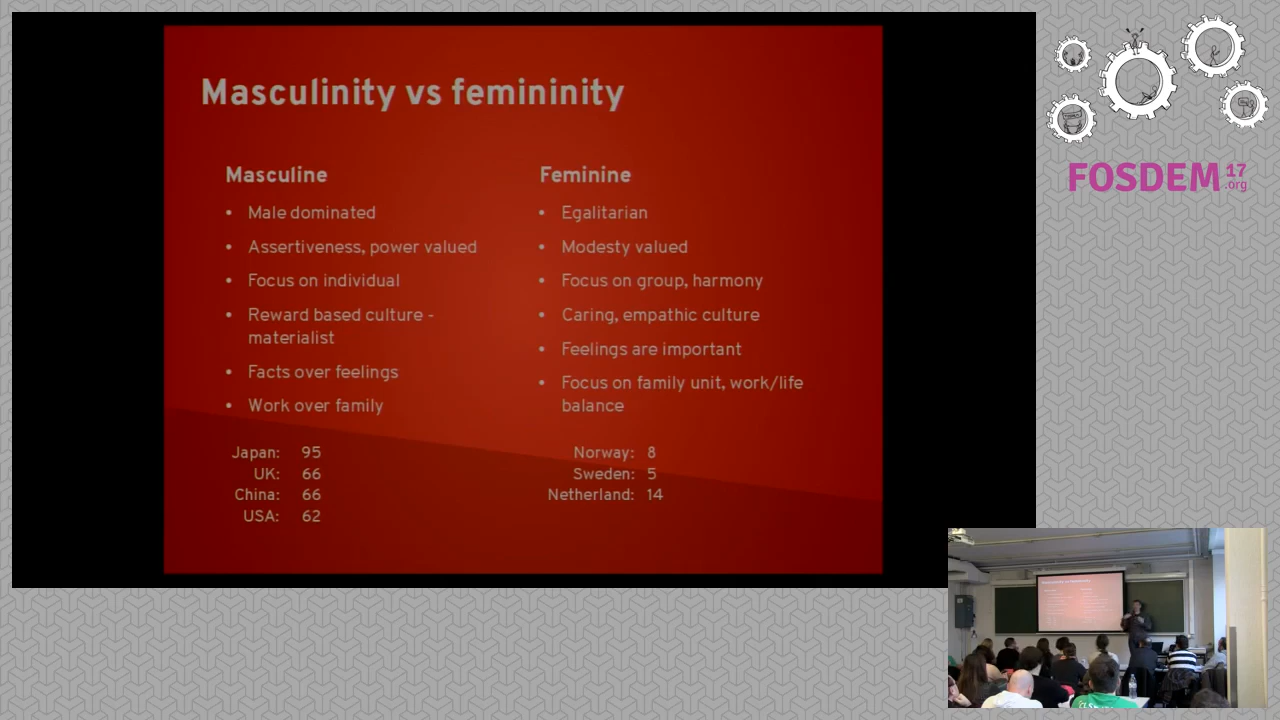 Masculinity vs femininity
Masculine
• Male dominated
• Assertiveness, power valued
• Focus on individual
• Reward based culture -
materialist
• Facts over feelings
• Work over family
Japan: 95
UK: 66
China: 66
USA: 62
Feminine
• Egalitarian
• Modesty valued
• Focus on group, harmony
• Caring, empathic culture
• Feelings are important
• Focus on family unit, work/life
balance
Norway: 8
Sweden: 5
Netherland: 14
FOSDEM 17
.org